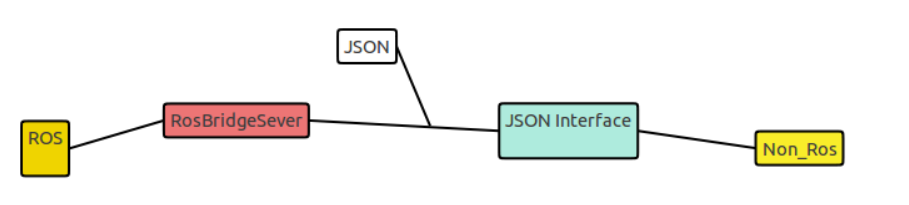 JSON
RosBridgeSever
JSON Interface
ROS
Non_Ros